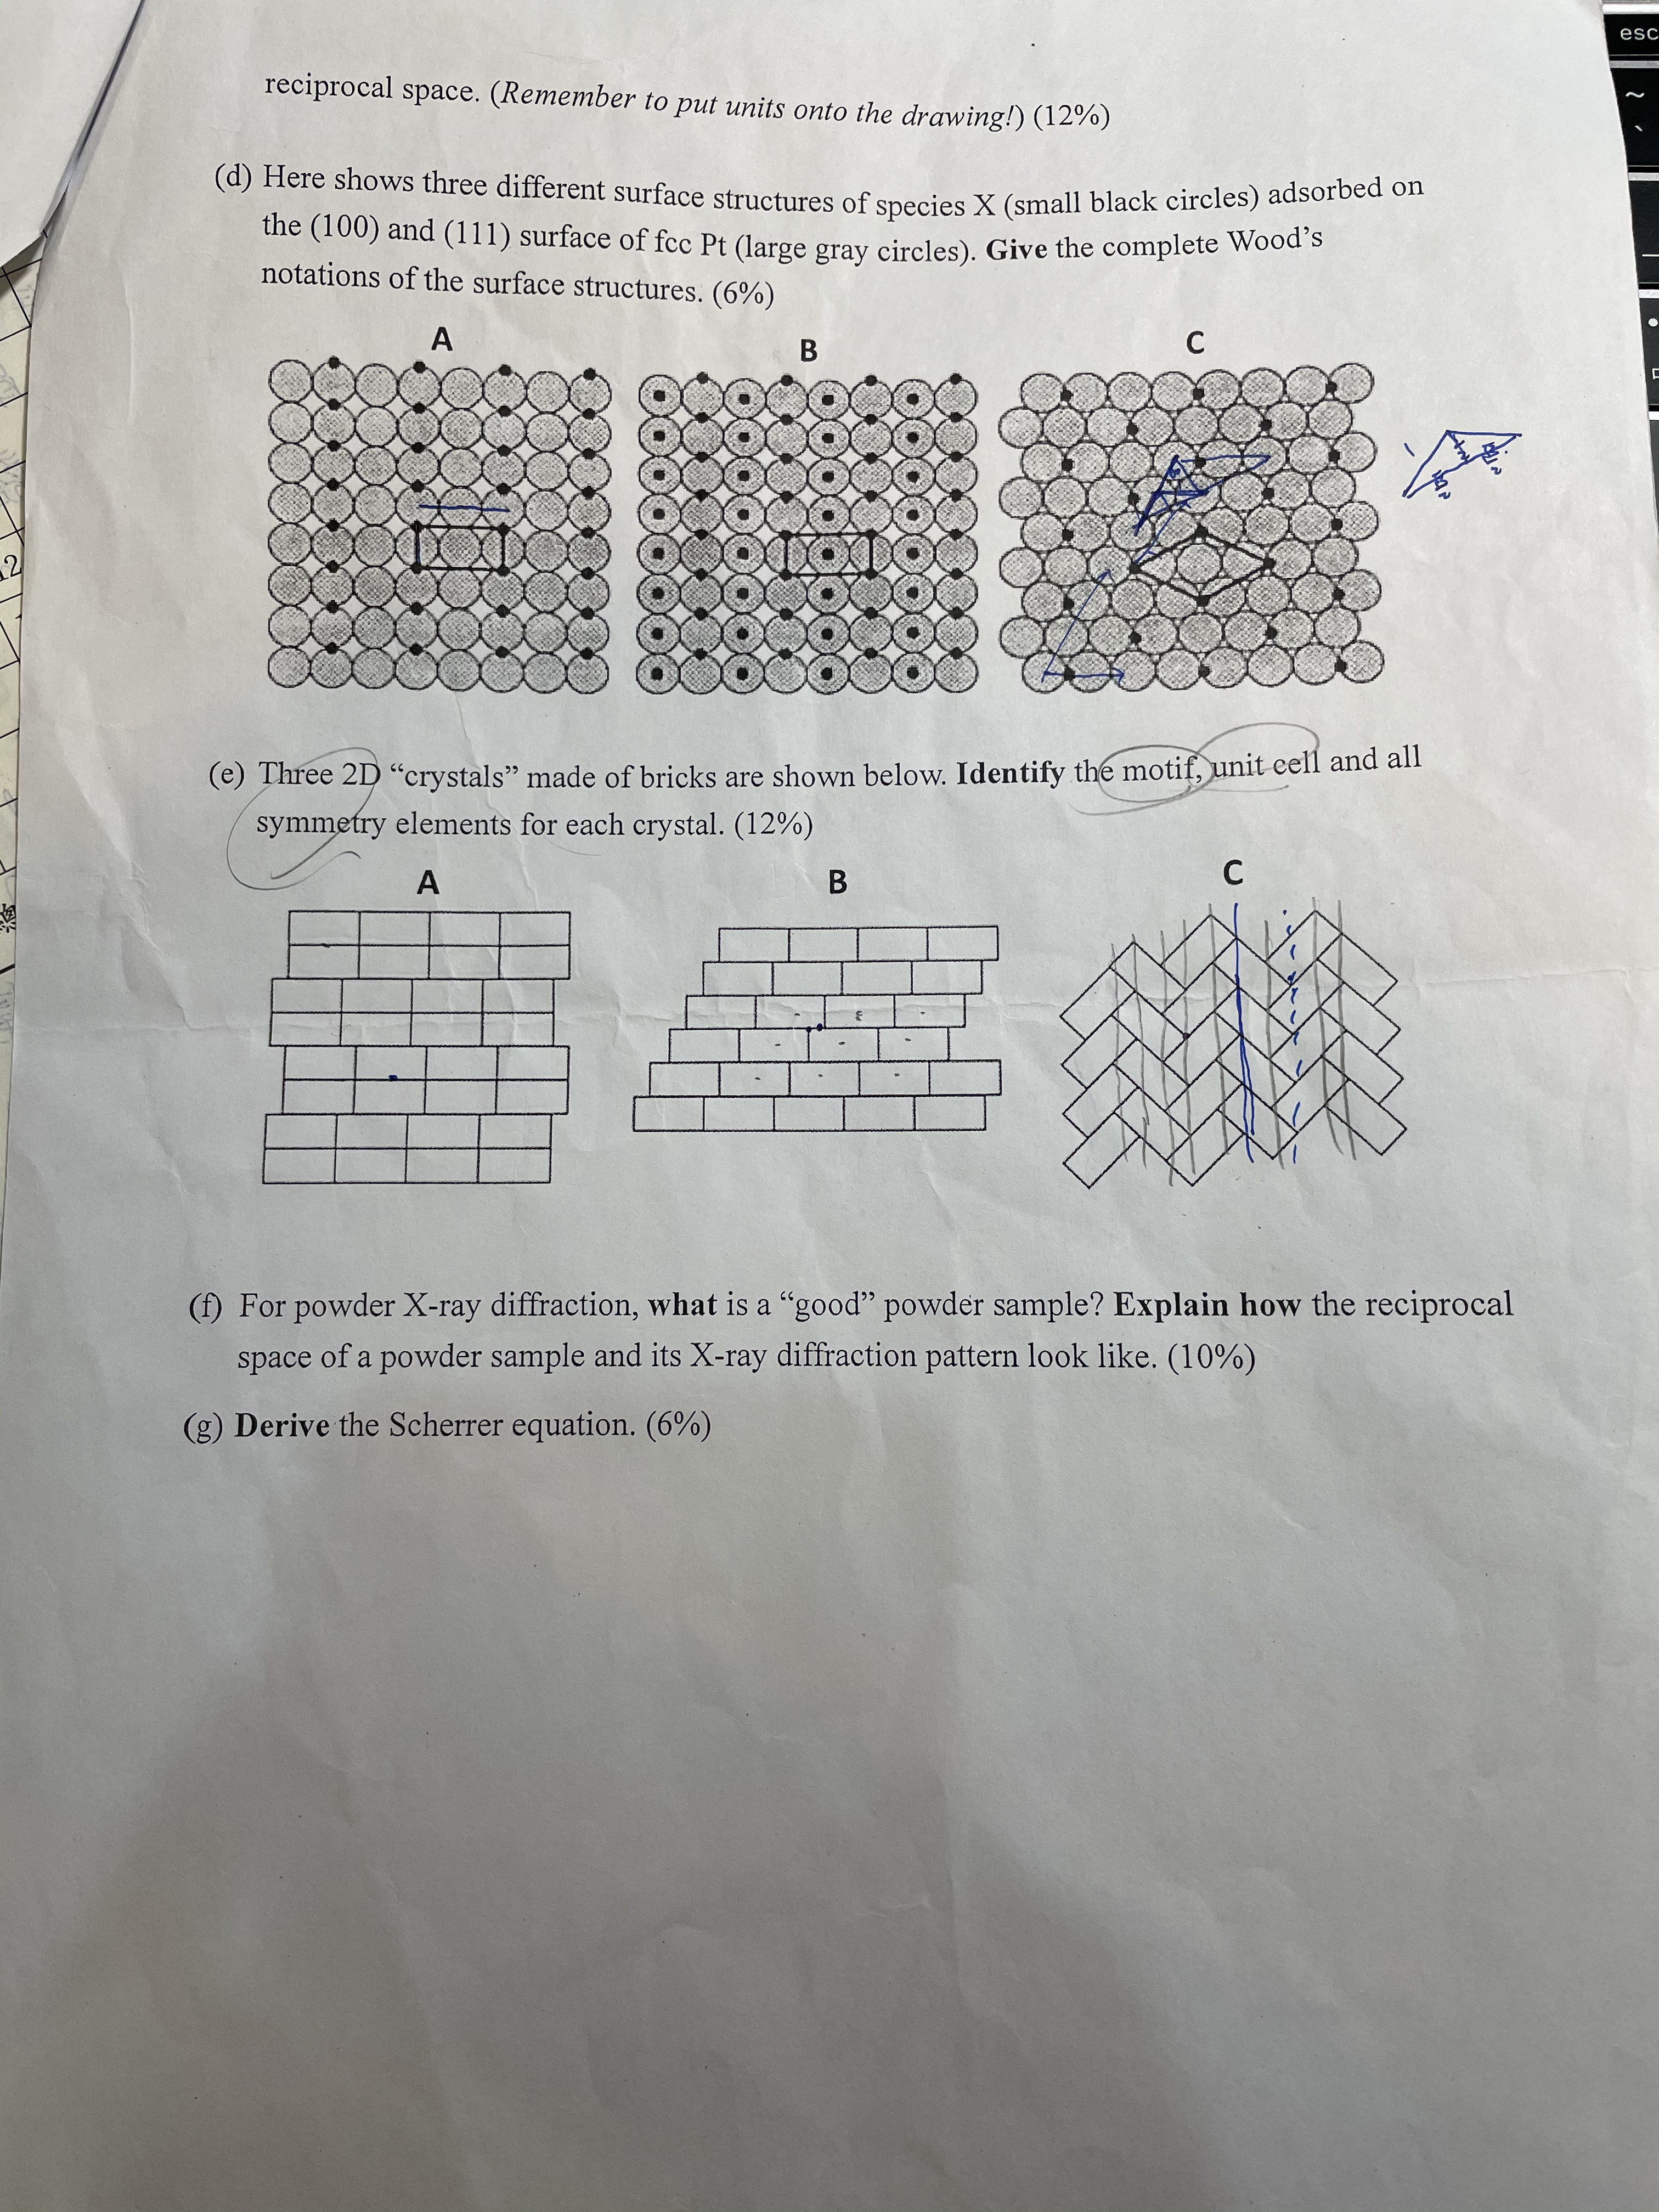 esc
~
`
reciprocal space. (Remember to put units onto the drawing!) (12%)
(d) Here shows three different surface structures of species X (small black circles) adsorbed on
the (100) and (111) surface of fcc Pt (large gray circles). Give the complete Wood's
notations of the surface structures. (6%)
A B C
(e) Three 2D "crystals" made of bricks are shown below. Identify the motif, unit cell and all
symmetry elements for each crystal. (12%)
A B C
(f) For powder X-ray diffraction, what is a "good" powder sample? Explain how the reciprocal
space of a powder sample and its X-ray diffraction pattern look like. (10%)
(g) Derive the Scherrer equation. (6%)